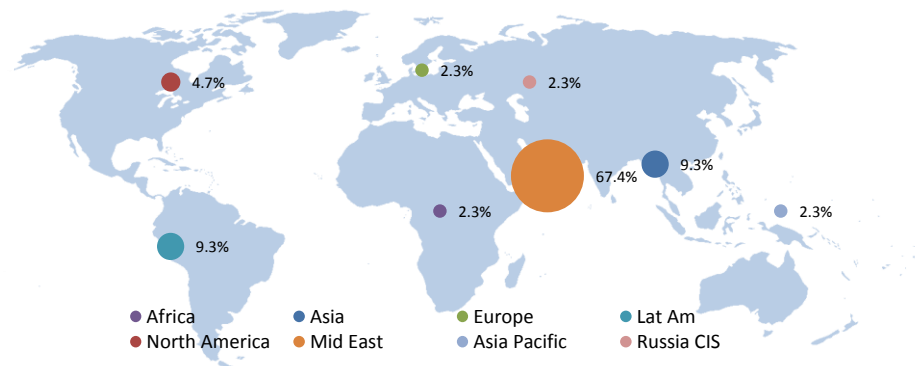 2.3%
4.7%
2.3%
9.3%
67.4%
2.3%
2.3%
9.3%
Africa
Asia
Europe
Lat Am
North America
Mid East
Asia Pacific
Russia CIS